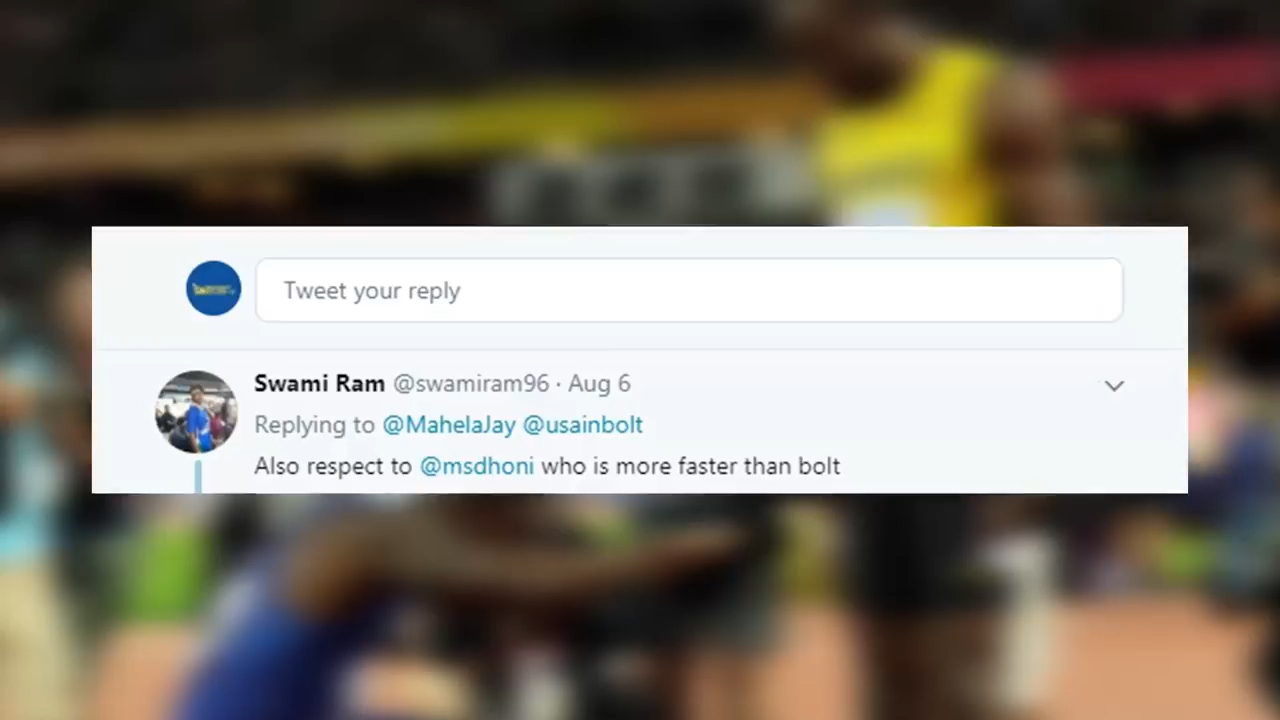 Tweet your reply
Swami Ram @swamiram96 · Aug 6
Replying to @MahelaJay @usainbolt
Also respect to @msdhoni who is more faster than bolt